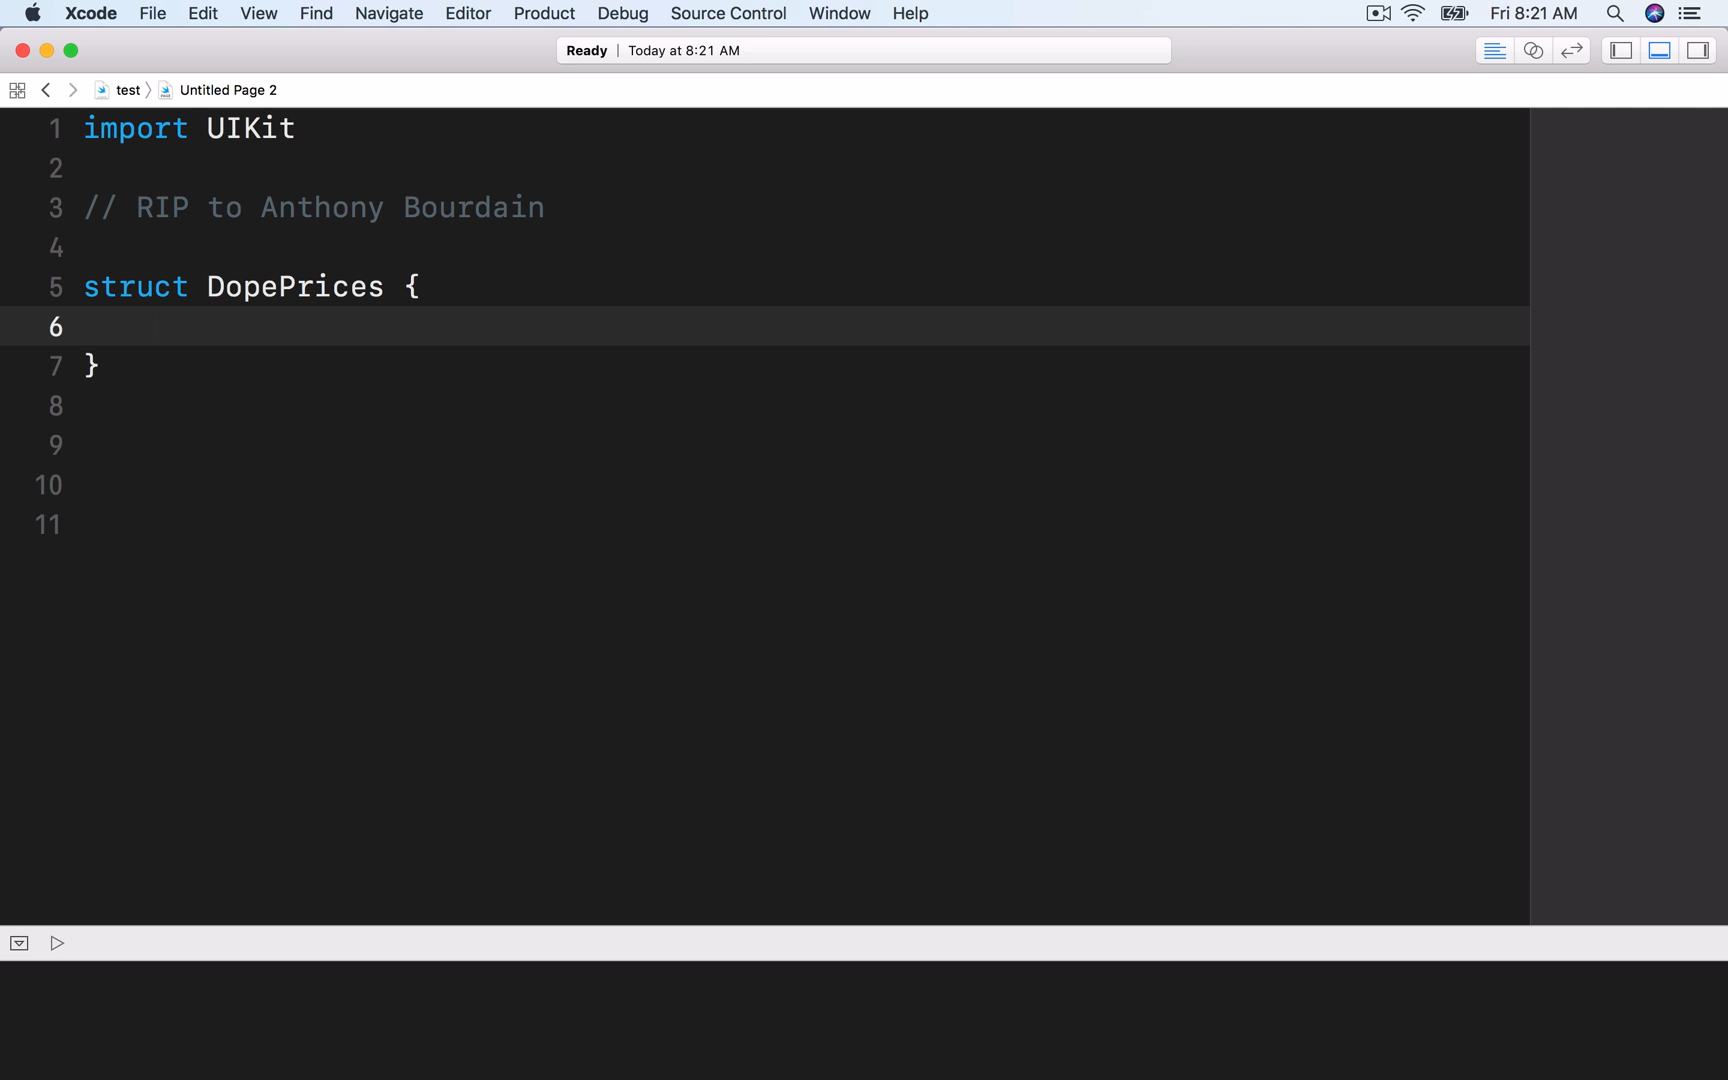 Xcode File Edit View Find Navigate Editor Product Debug Source Control Window Help Fri 8:21 AM
Ready | Today at 8:21 AM
test 〉 Untitled Page 2
1 import UIKit
2
3 // RIP to Anthony Bourdain
4
5 struct DopePrices {
6
7 }
8
9
10
11